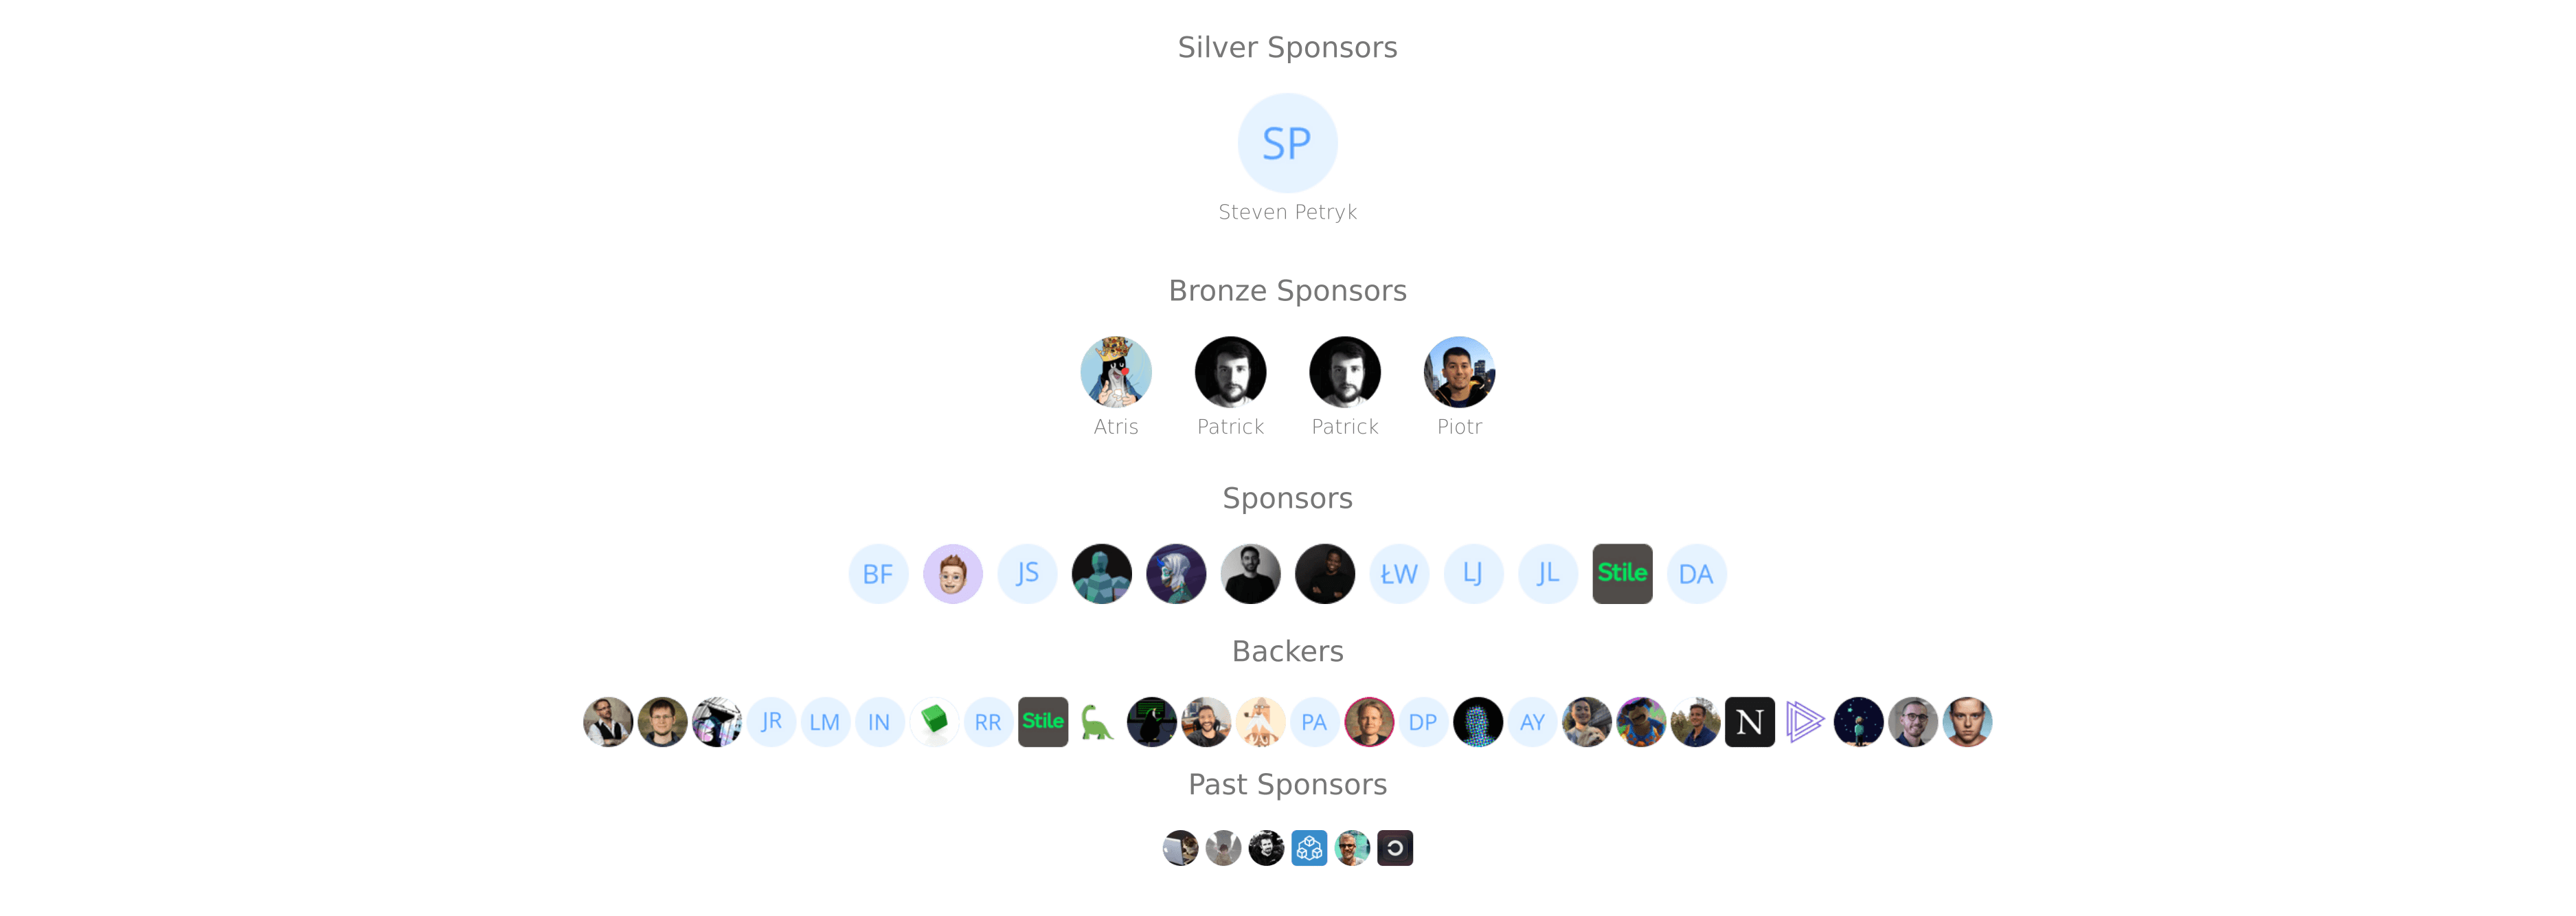 Silver Sponsors
SP
Steven Petryk
Bronze Sponsors
Atris Patrick Patrick Piotr
Sponsors
BF JS ŁW LJ JL Stile DA
Backers
JR LM IN RR Stile PA DP AY N
Past Sponsors